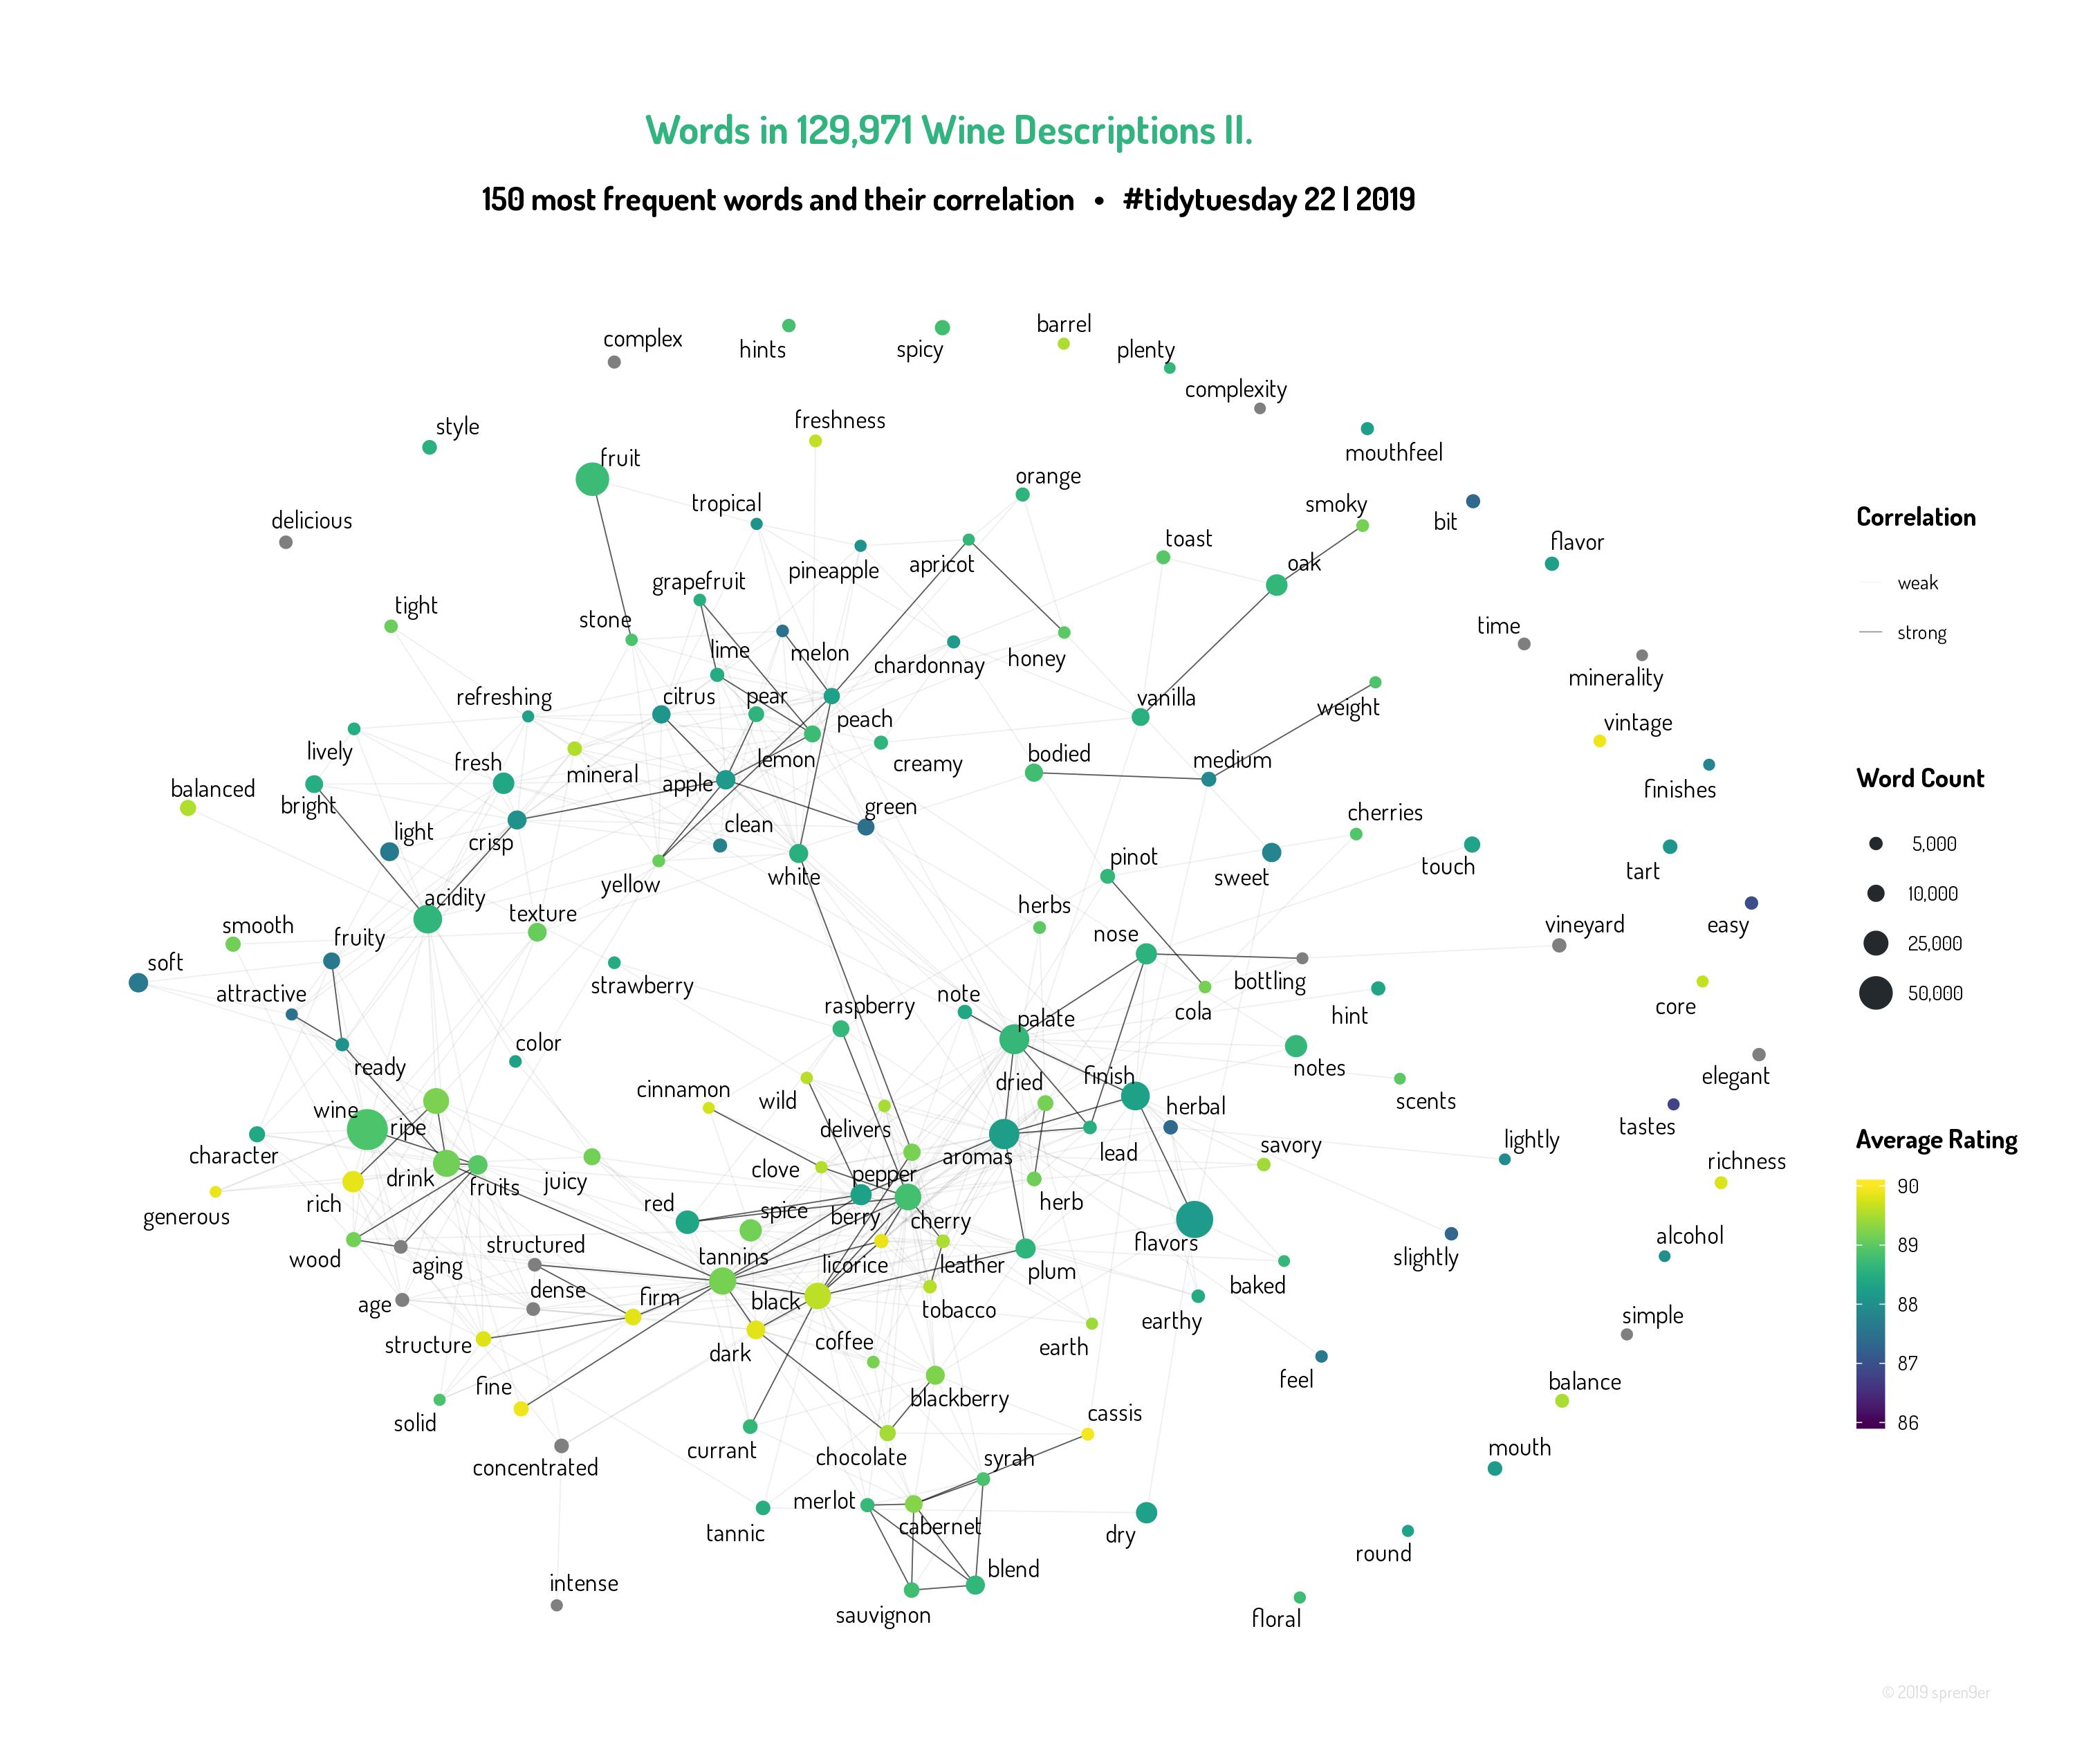 Words in 129,971 Wine Descriptions II.
150 most frequent words and their correlation • #tidytuesday 22 | 2019
complex
hints
spicy
barrel
plenty
complexity
style
freshness
mouthfeel
fruit
orange
tropical
smoky
bit
delicious
toast
flavor
pineapple
apricot
oak
grapefruit
tight
stone
time
lime
melon
chardonnay
honey
minerality
refreshing
citrus
pear
vanilla
weight
peach
vintage
lively
fresh
mineral
lemon
creamy
bodied
medium
balanced
bright
apple
finishes
green
cherries
light
crisp
clean
pinot
touch
tart
yellow
white
sweet
acidity
texture
herbs
smooth
fruity
nose
vineyard
easy
soft
strawberry
bottling
attractive
raspberry
note
palate
cola
hint
core
color
ready
dried
finish
notes
elegant
cinnamon
wild
scents
wine
ripe
delivers
herbal
tastes
character
aromas
lead
savory
lightly
richness
drink
fruits
juicy
clove
pepper
rich
red
spice
berry
cherry
herb
generous
flavors
alcohol
wood
aging
structured
tannins
licorice
leather
plum
slightly
dense
baked
age
firm
black
tobacco
earthy
simple
structure
dark
coffee
earth
fine
feel
balance
solid
blackberry
cassis
currant
chocolate
syrah
mouth
concentrated
merlot
tannic
cabernet
dry
round
intense
blend
sauvignon
floral
Correlation
weak
strong
Word Count
5,000
10,000
25,000
50,000
Average Rating
90
89
88
87
86
© 2019 spren9er